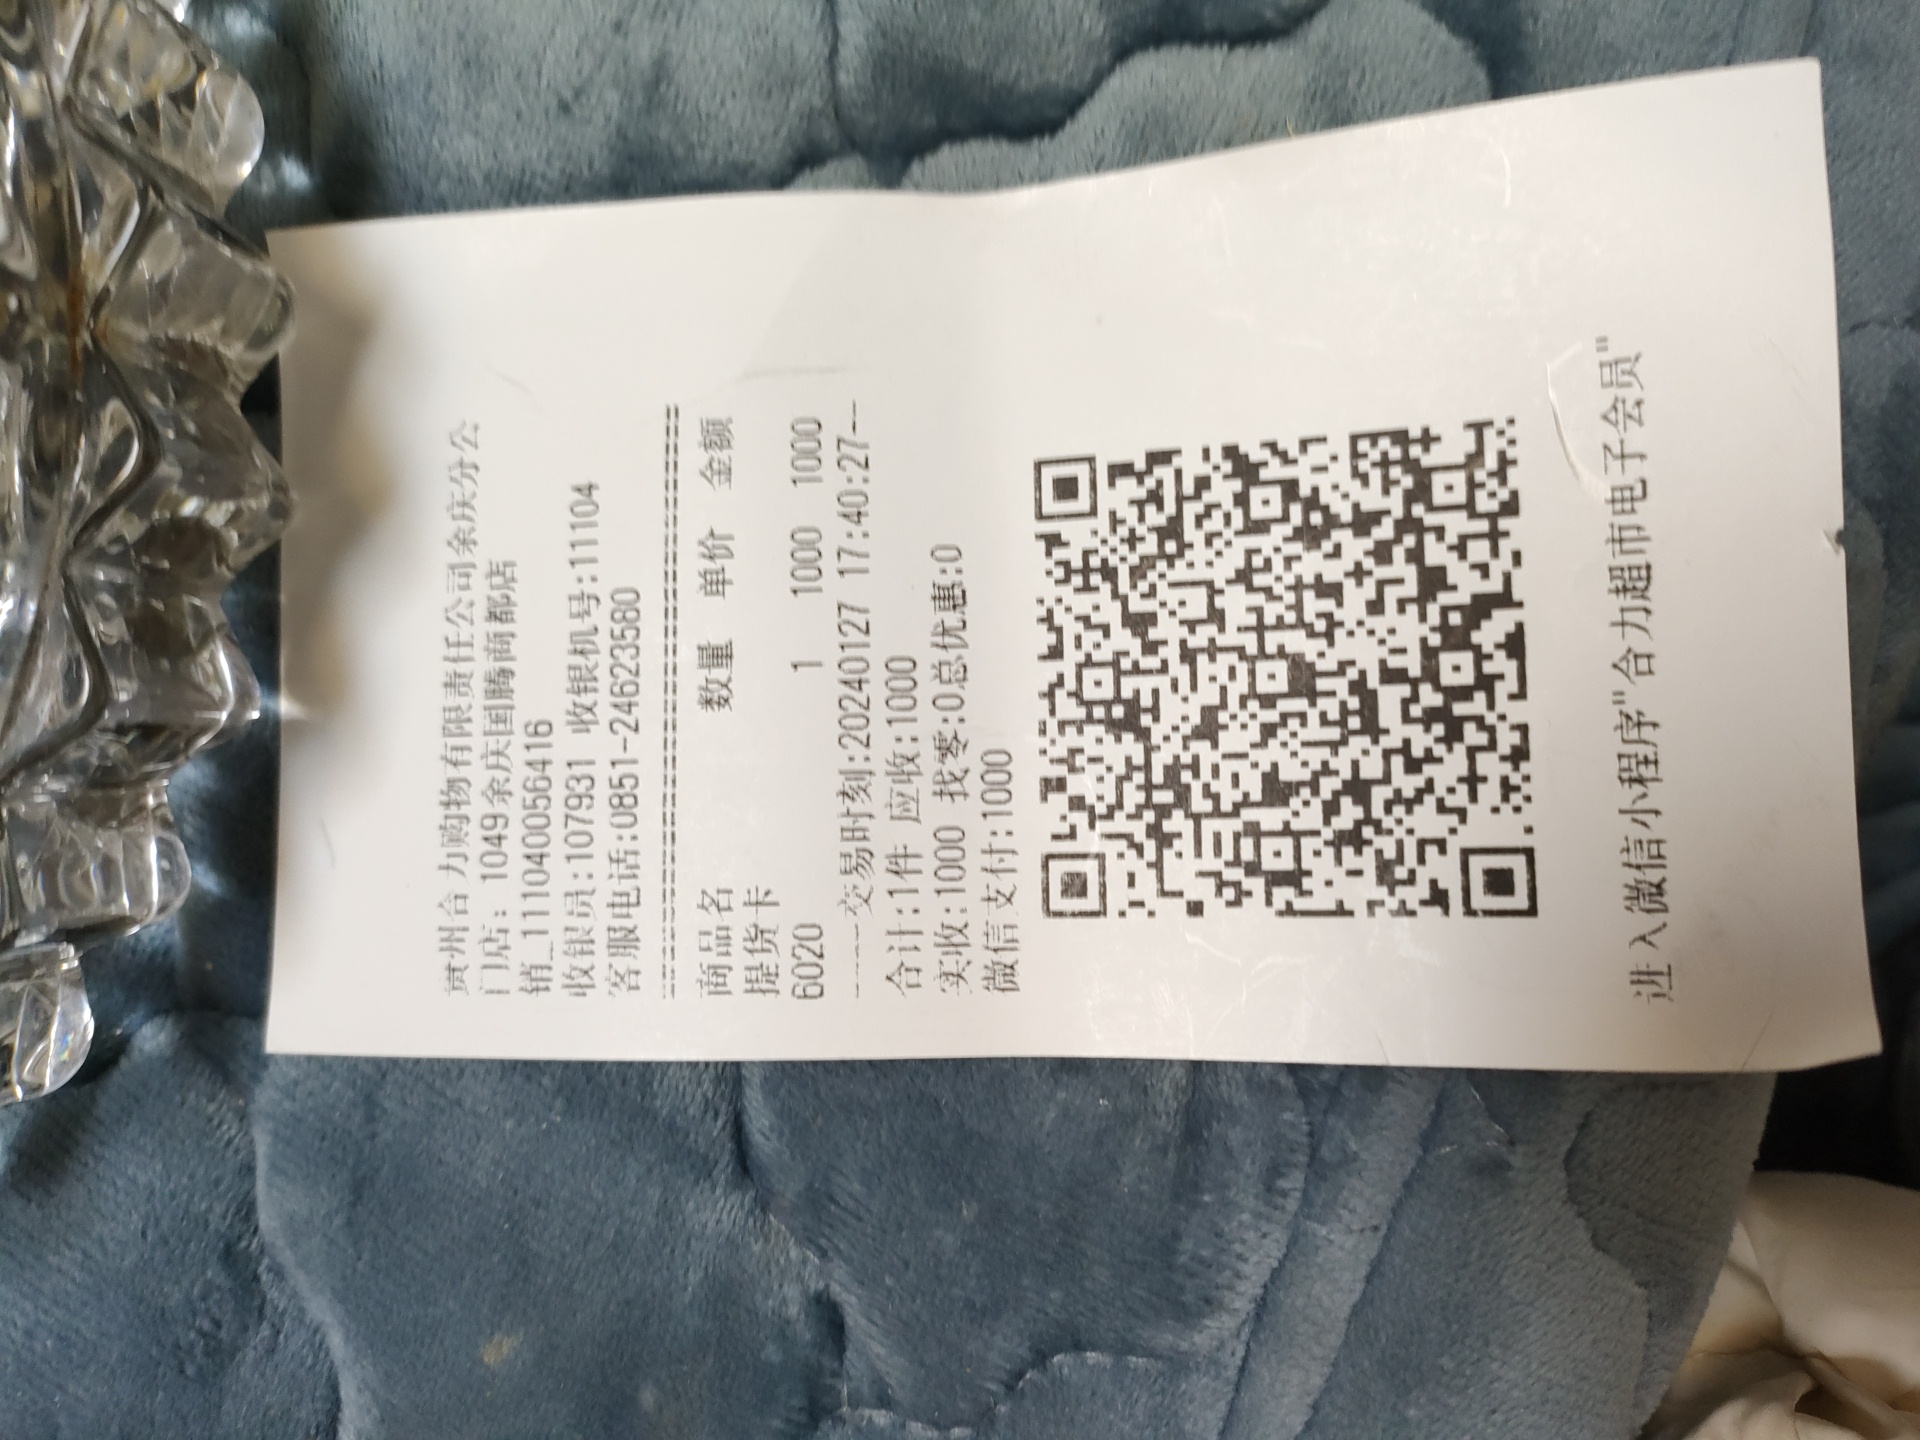 贵州合力购物有限责任公司余庆分公
门店: 1049余庆国腾商都店
销_111040056416
收银员:107931 收银机号:11104
客服电话:0851-24623580
商品名 数量 单价 金额
提货卡
6020 1 1000 1000
-----交易时刻:20240127 17:40:27--
合计:1件 应收:1000
实收:1000 找零:0总优惠:0
微信支付:1000
进入微信小程序"合力超市电子会员"